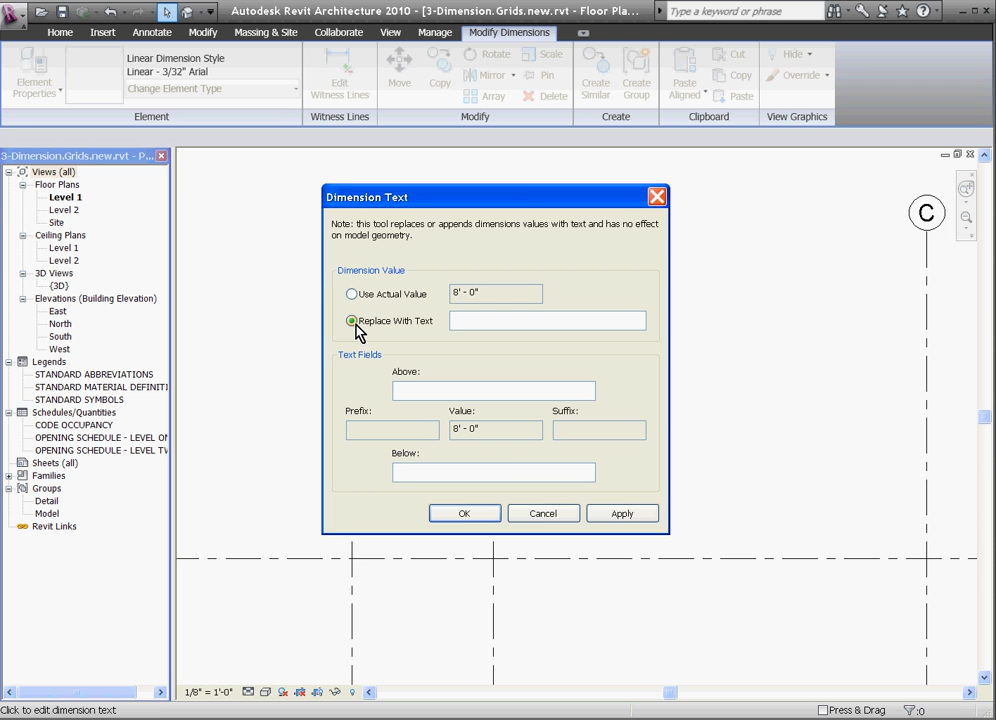 Autodesk Revit Architecture 2010 - [3-Dimension.Grids.new.rvt - Floor Pla...
Type a keyword or phrase
Home Insert Annotate Modify Massing & Site Collaborate View Manage Modify Dimensions
Element Properties
Linear Dimension Style
Linear - 3/32" Arial
Change Element Type
Edit Witness Lines
Move
Copy
Rotate
Mirror
Array
Scale
Pin
Delete
Create Similar
Create Group
Paste Aligned
Cut
Copy
Paste
Hide
Override
Element Witness Lines Modify Create Clipboard View Graphics
3-Dimension.Grids.new.rvt - P...
Views (all)
Floor Plans
Level 1
Level 2
Site
Ceiling Plans
Level 1
Level 2
3D Views
{3D}
Elevations (Building Elevation)
East
North
South
West
Legends
STANDARD ABBREVIATIONS
STANDARD MATERIAL DEFINITI
STANDARD SYMBOLS
Schedules/Quantities
CODE OCCUPANCY
OPENING SCHEDULE - LEVEL ON
OPENING SCHEDULE - LEVEL TW
Sheets (all)
Families
Groups
Detail
Model
Revit Links
Dimension Text
Note: this tool replaces or appends dimensions values with text and has no effect
on model geometry.
Dimension Value
Use Actual Value 8' - 0"
Replace With Text
Text Fields
Above:
Prefix: Value: Suffix:
8' - 0"
Below:
OK Cancel Apply
C
1/8" = 1'-0"
Click to edit dimension text
Press & Drag
:0